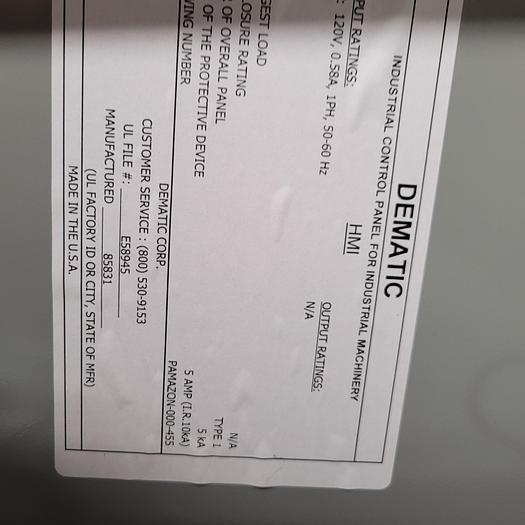 DEMATIC
INDUSTRIAL CONTROL PANEL FOR INDUSTRIAL MACHINERY
HMI
PUT RATINGS:
: 120V, 0.58A, 1PH, 50-60 Hz
OUTPUT RATINGS:
N/A
GEST LOAD N/A
LOSURE RATING TYPE 1
OF OVERALL PANEL 5 kA
OF THE PROTECTIVE DEVICE 5 AMP (I.R.10kA)
WING NUMBER PAMAZON-000-455
DEMATIC CORP.
CUSTOMER SERVICE : (800) 530-9153
UL FILE #: E58945
MANUFACTURED 85831
(UL FACTORY ID OR CITY, STATE OF MFR)
MADE IN THE U.S.A.